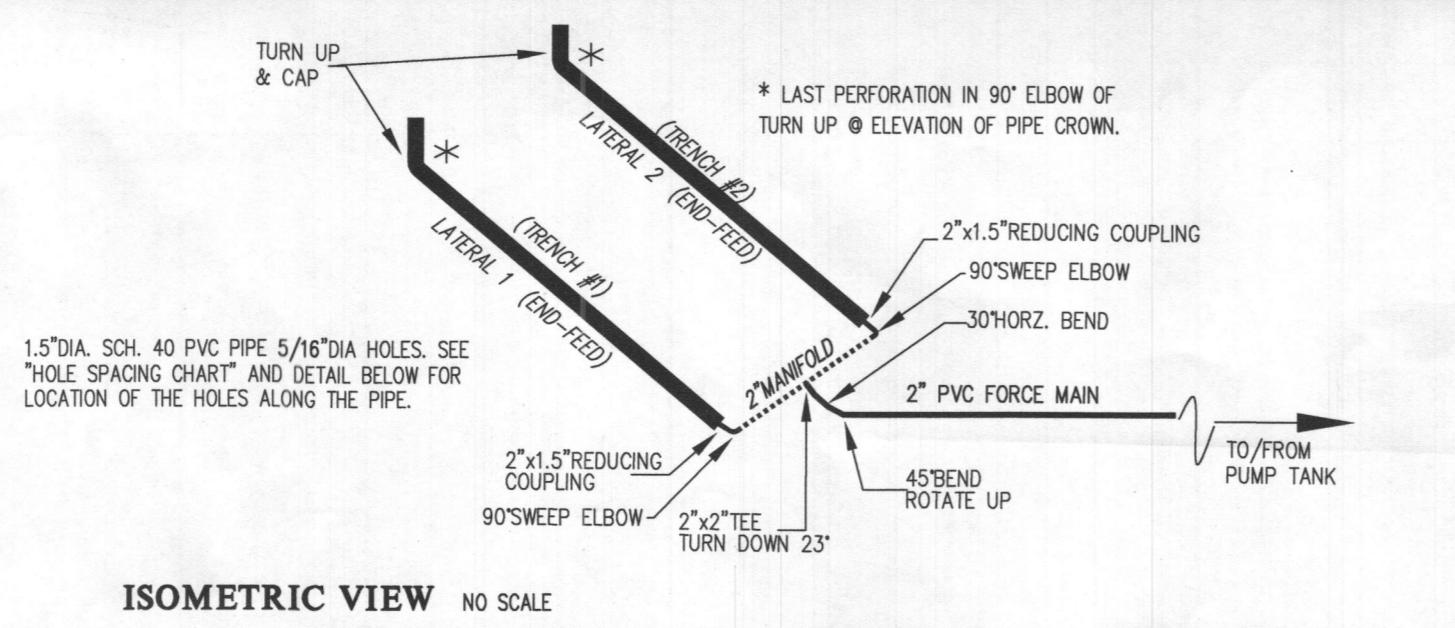 TURN UP
& CAP
*
*
* LAST PERFORATION IN 90° ELBOW OF
TURN UP @ ELEVATION OF PIPE CROWN.
(TRENCH #2)
LATERAL 2 (END-FEED)
(TRENCH #1)
LATERAL 1 (END-FEED)
2"x1.5"REDUCING COUPLING
90°SWEEP ELBOW
30°HORZ. BEND
1.5"DIA. SCH. 40 PVC PIPE 5/16"DIA HOLES. SEE
"HOLE SPACING CHART" AND DETAIL BELOW FOR
LOCATION OF THE HOLES ALONG THE PIPE.
2"MANIFOLD
2" PVC FORCE MAIN
TO/FROM
PUMP TANK
2"x1.5"REDUCING
COUPLING
90°SWEEP ELBOW
2"x2"TEE
TURN DOWN 23°
45°BEND
ROTATE UP
ISOMETRIC VIEW NO SCALE